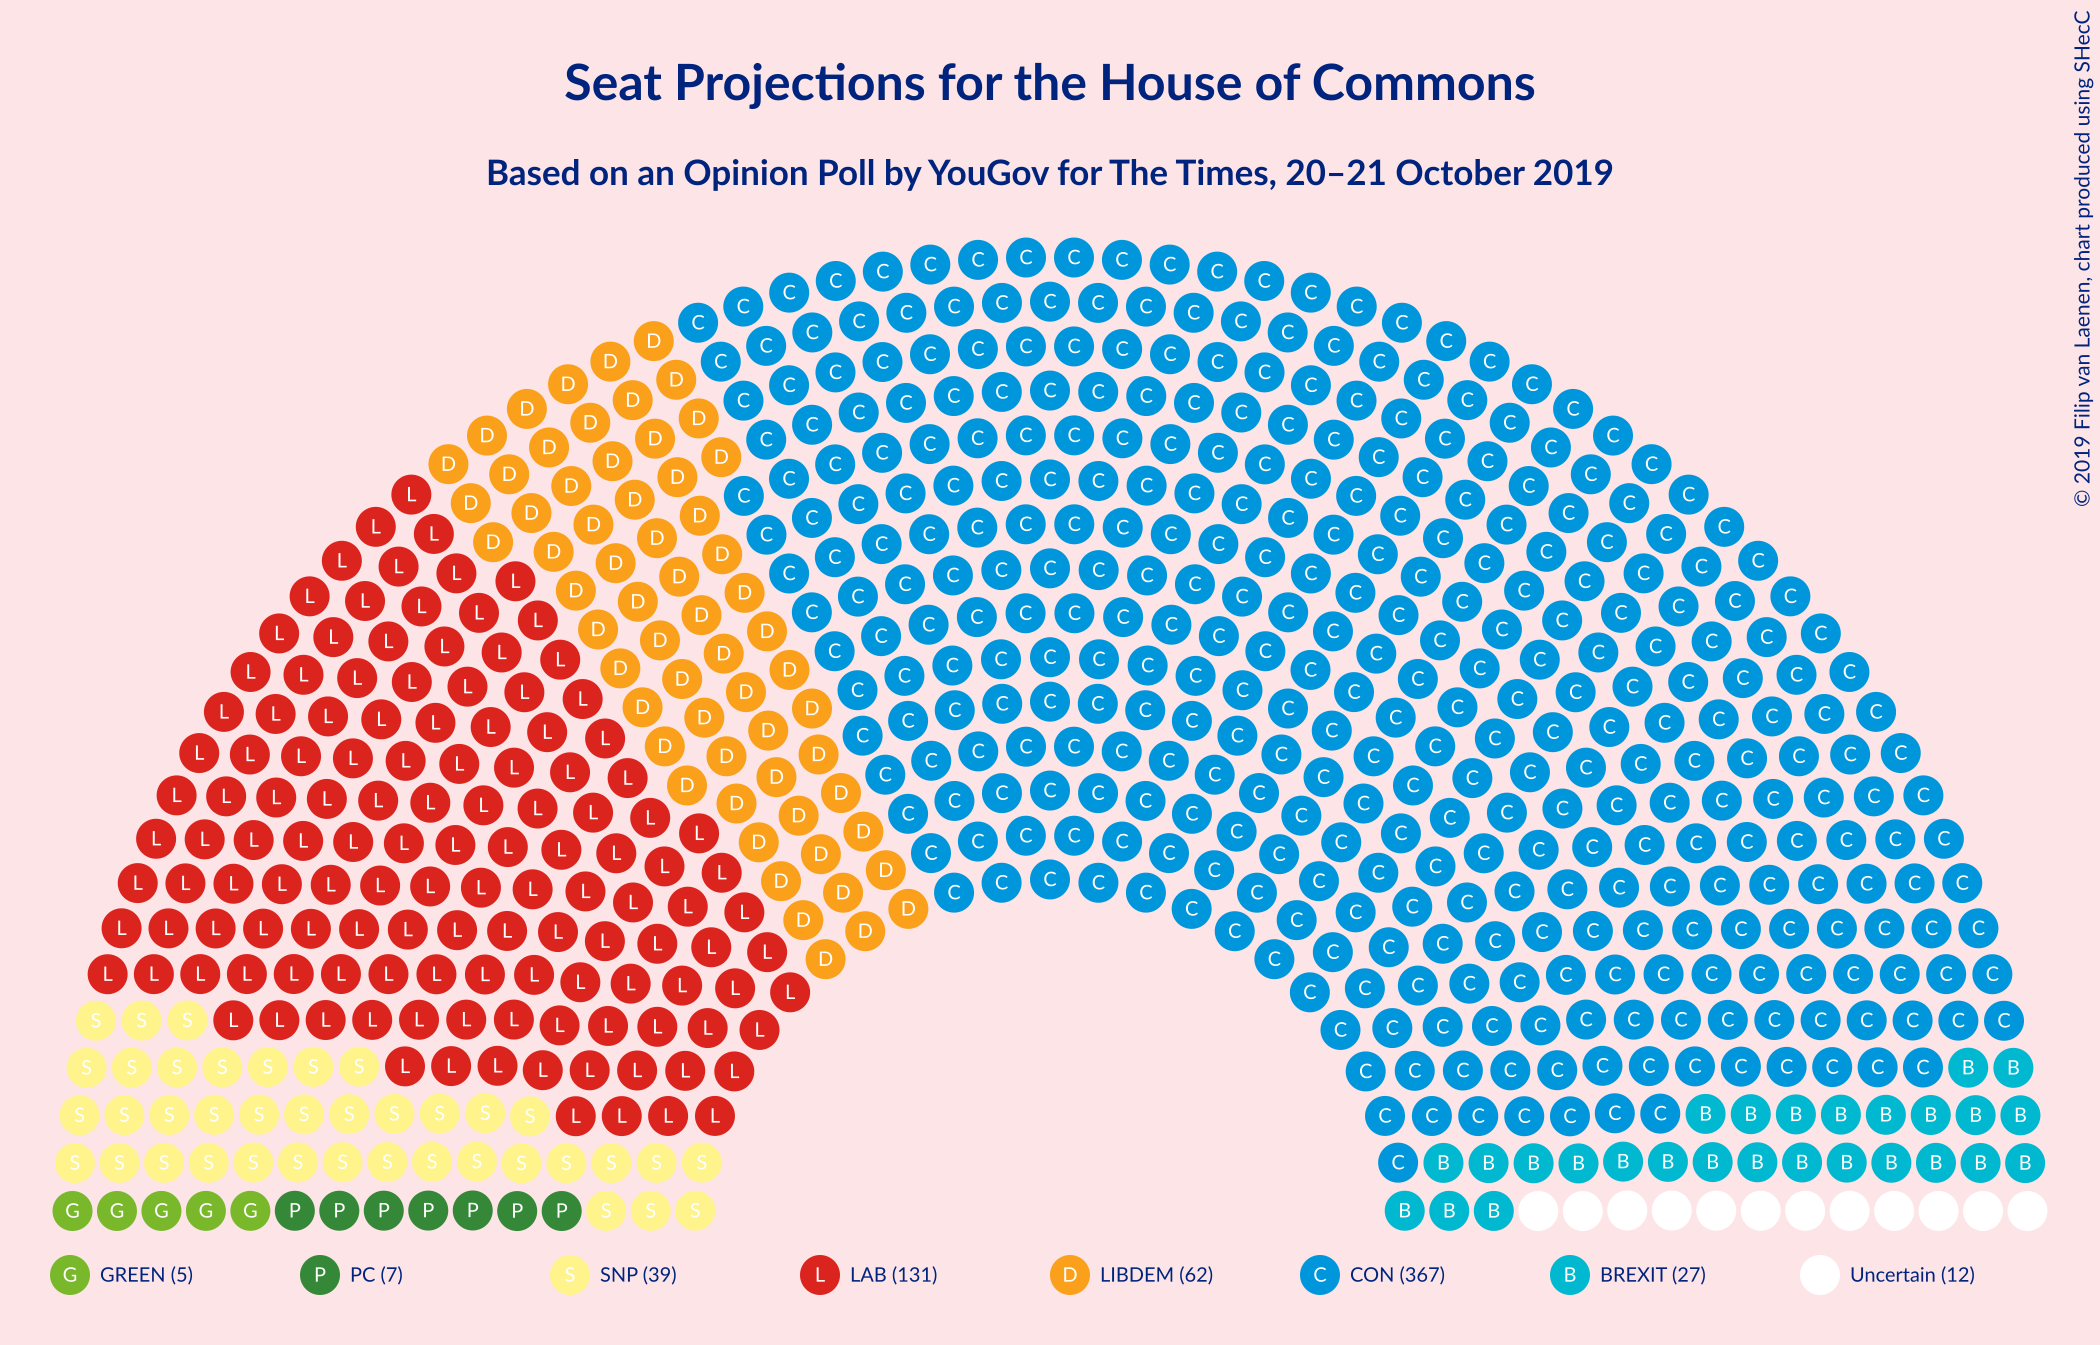 Seat Projections for the House of Commons
Based on an Opinion Poll by YouGov for The Times, 20–21 October 2019
© 2019 Filip van Laenen, chart produced using SHecC
G GREEN (5)
P PC (7)
S SNP (39)
L LAB (131)
D LIBDEM (62)
C CON (367)
B BREXIT (27)
Uncertain (12)